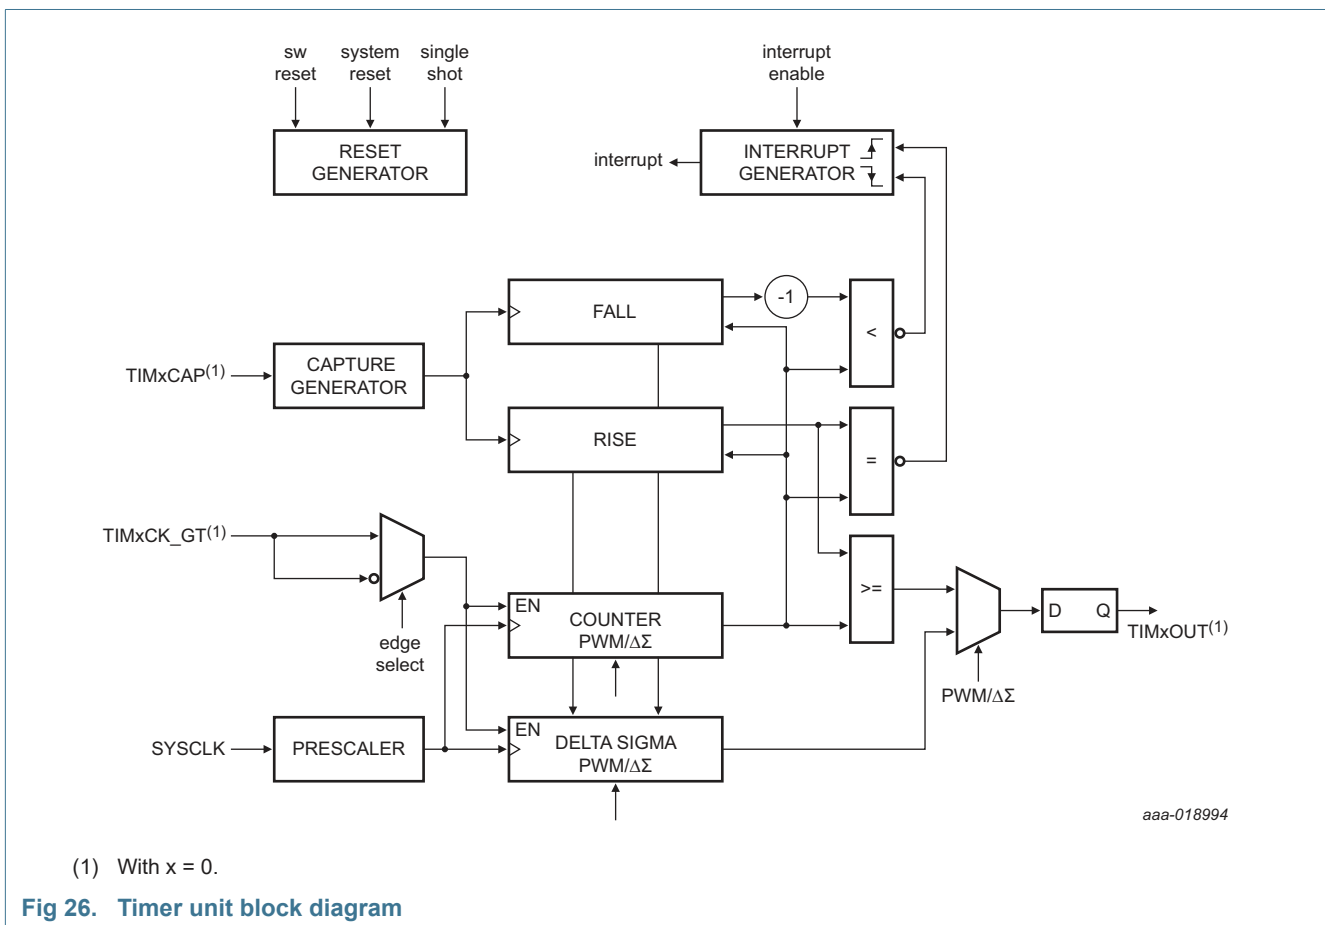 sw reset
system reset
single shot
interrupt enable
RESET GENERATOR
interrupt
INTERRUPT GENERATOR
FALL
-1
<
TIMxCAP(1)
CAPTURE GENERATOR
RISE
=
TIMxCK_GT(1)
edge select
EN
COUNTER
PWM/ΔΣ
>=
D Q
TIMxOUT(1)
PWM/ΔΣ
SYSCLK
PRESCALER
EN
DELTA SIGMA
PWM/ΔΣ
aaa-018994
(1) With x = 0.
Fig 26. Timer unit block diagram